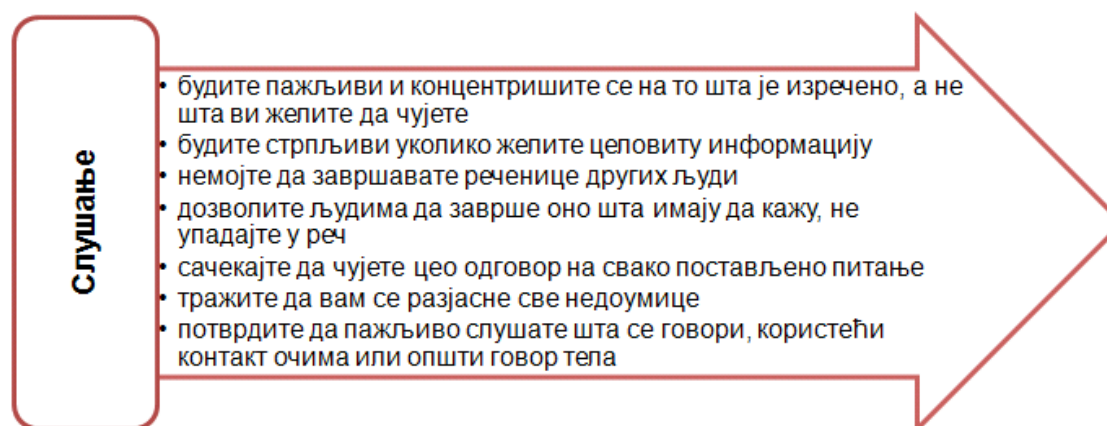 Слушање
• будите пажљиви и концентришите се на то шта је изречено, а не
шта ви желите да чујете
• будите стрпљиви уколико желите целовиту информацију
• немојте да завршавате реченице других људи
• дозволите људима да заврше оно шта имају да кажу, не
упадајте у реч
• сачекајте да чујете цео одговор на свако постављено питање
• тражите да вам се разјасне све недоумице
• потврдите да пажљиво слушате шта се говори, користећи
контакт очима или општи говор тела